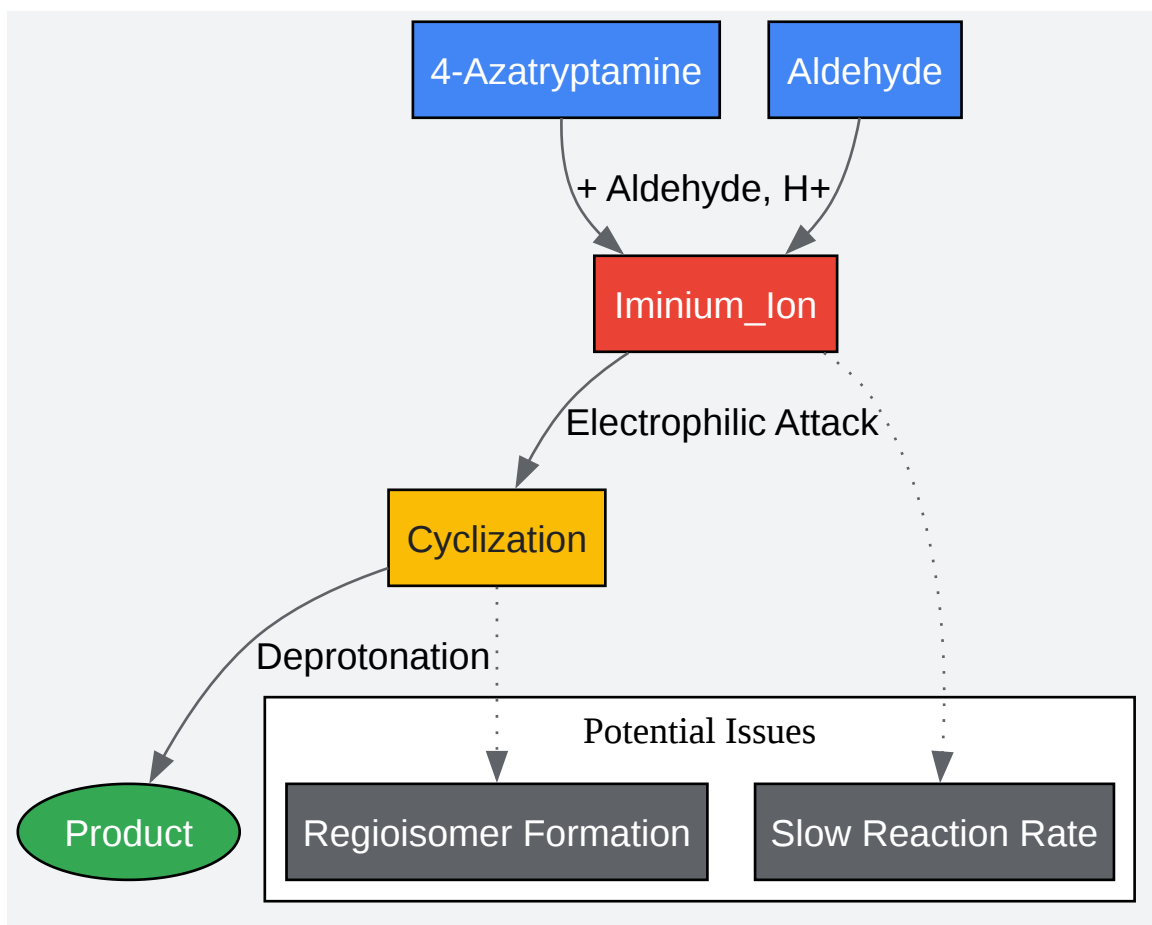 4-Azatryptamine
Aldehyde
+ Aldehyde, H+
Iminium_Ion
Electrophilic Attack
Cyclization
Deprotonation
Potential Issues
Product
Regioisomer Formation
Slow Reaction Rate